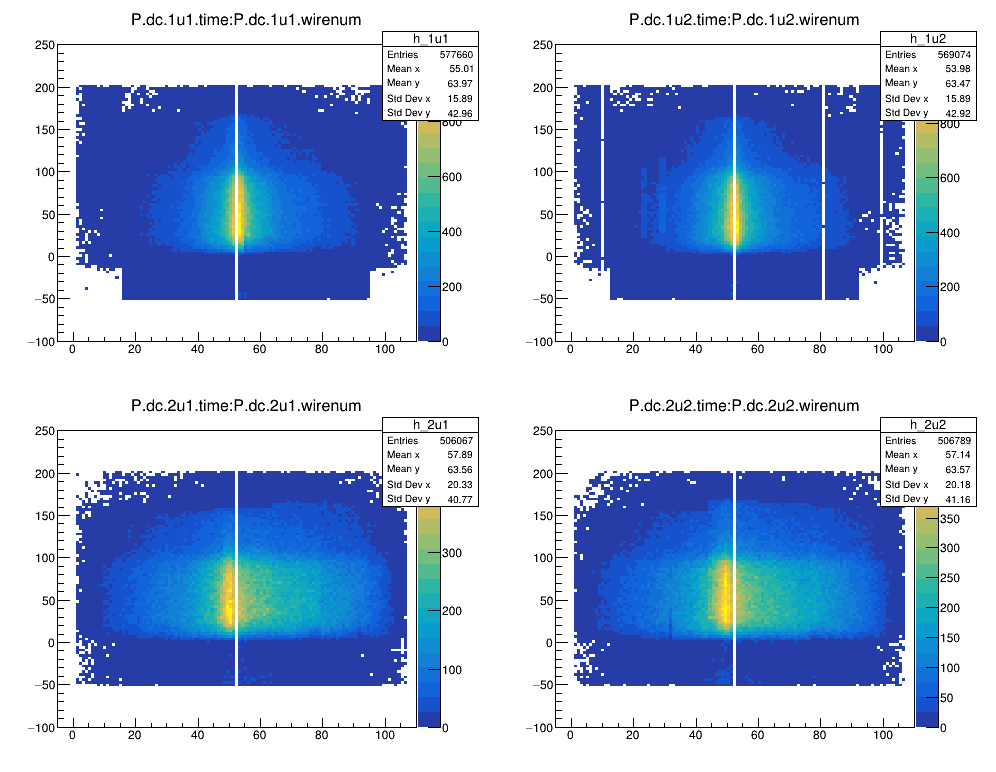 P.dc.1u1.time:P.dc.1u1.wirenum
h_1u1
Entries 577660
Mean x 55.01
Mean y 63.97
Std Dev x 15.89
Std Dev y 42.96
250
200
150
100
50
0
−50
−100
0 20 40 60 80 100
800
600
400
200
0
P.dc.1u2.time:P.dc.1u2.wirenum
h_1u2
Entries 569074
Mean x 53.98
Mean y 63.47
Std Dev x 15.89
Std Dev y 42.92
250
200
150
100
50
0
−50
−100
0 20 40 60 80 100
800
600
400
200
0
P.dc.2u1.time:P.dc.2u1.wirenum
h_2u1
Entries 506067
Mean x 57.89
Mean y 63.56
Std Dev x 20.33
Std Dev y 40.77
250
200
150
100
50
0
−50
−100
0 20 40 60 80 100
300
200
100
0
P.dc.2u2.time:P.dc.2u2.wirenum
h_2u2
Entries 506789
Mean x 57.14
Mean y 63.57
Std Dev x 20.18
Std Dev y 41.16
250
200
150
100
50
0
−50
−100
0 20 40 60 80 100
350
300
250
200
150
100
50
0